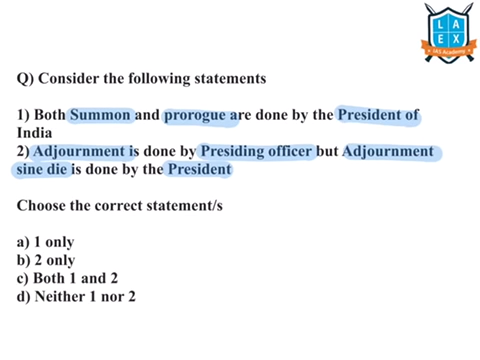 L A
E X
IAS Academy
Q) Consider the following statements
1) Both Summon and prorogue are done by the President of
India
2) Adjournment is done by Presiding officer but Adjournment
sine die is done by the President
Choose the correct statement/s
a) 1 only
b) 2 only
c) Both 1 and 2
d) Neither 1 nor 2